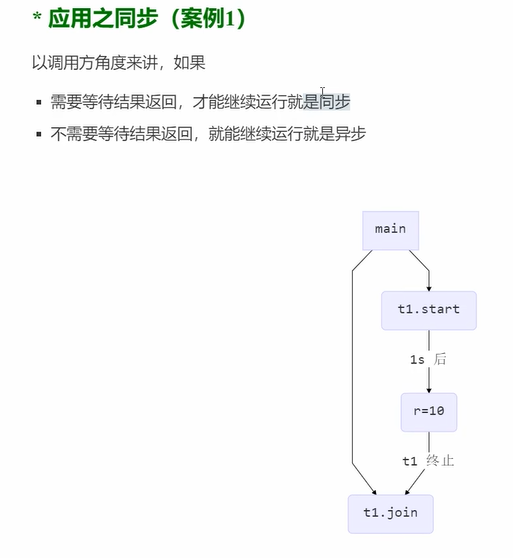 * 应用之同步（案例1）
以调用方角度来讲，如果
▪ 需要等待结果返回，才能继续运行就是同步
▪ 不需要等待结果返回，就能继续运行就是异步
main
t1.start
1s 后
r=10
t1 终止
t1.join